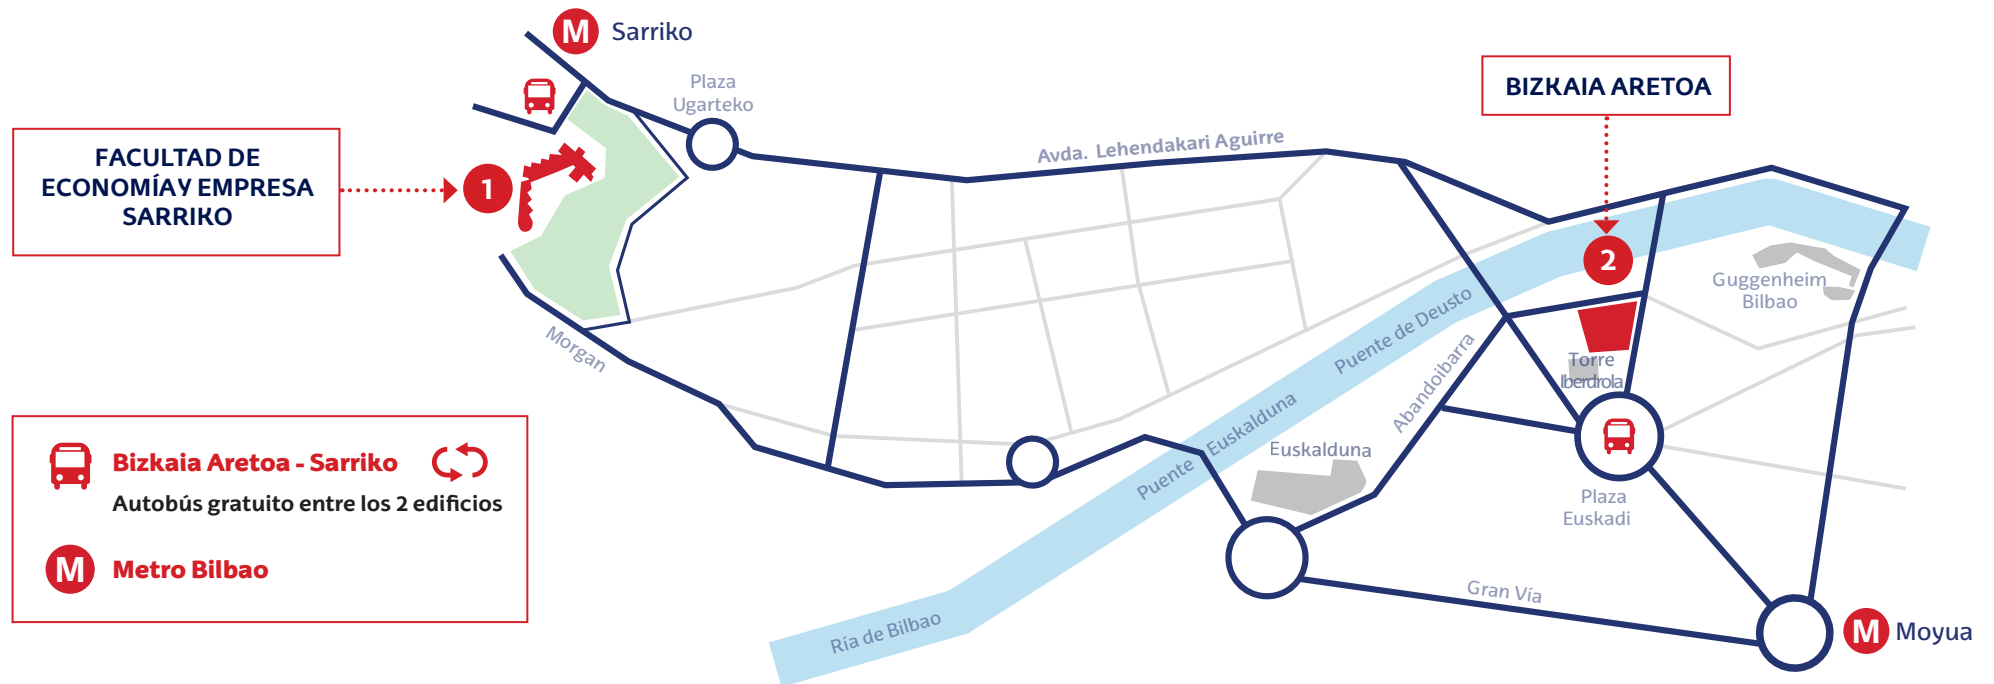 M Sarriko
Plaza
Ugarteko
BIZKAIA ARETOA
Avda. Lehendakari Aguirre
FACULTAD DE
ECONOMÍA Y EMPRESA
SARRIKO
1
2
Guggenheim
Bilbao
Puente de Deusto
Morgan
Abandoibarra
Torre
Iberdrola
Puente Euskalduna
Euskalduna
Plaza
Euskadi
Bizkaia Aretoa - Sarriko
Autobús gratuito entre los 2 edificios
M Metro Bilbao
Gran Vía
Ría de Bilbao
M Moyua